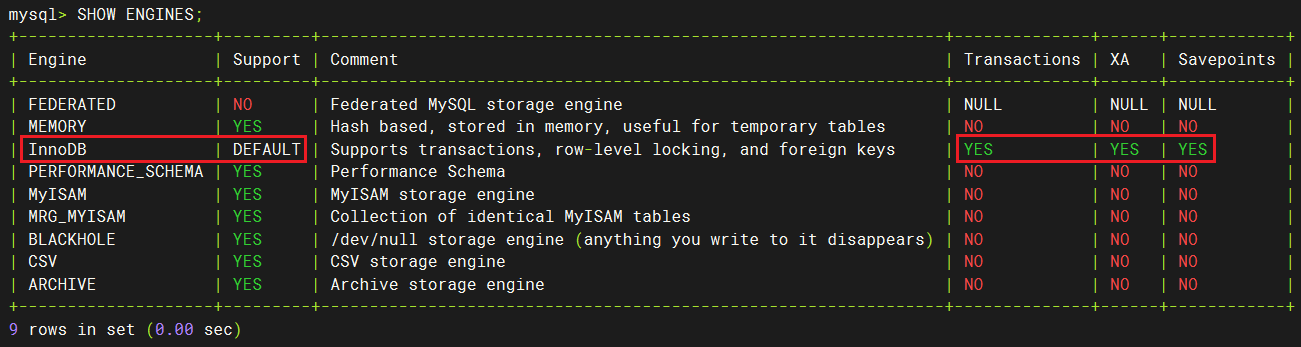 mysql> SHOW ENGINES;
+--------------------+---------+----------------------------------------------------------------+--------------+------+------------+
| Engine             | Support | Comment                                                        | Transactions | XA   | Savepoints |
+--------------------+---------+----------------------------------------------------------------+--------------+------+------------+
| FEDERATED          | NO      | Federated MySQL storage engine                                 | NULL         | NULL | NULL       |
| MEMORY             | YES     | Hash based, stored in memory, useful for temporary tables      | NO           | NO   | NO         |
| InnoDB             | DEFAULT | Supports transactions, row-level locking, and foreign keys     | YES          | YES  | YES        |
| PERFORMANCE_SCHEMA | YES     | Performance Schema                                             | NO           | NO   | NO         |
| MyISAM             | YES     | MyISAM storage engine                                          | NO           | NO   | NO         |
| MRG_MYISAM         | YES     | Collection of identical MyISAM tables                          | NO           | NO   | NO         |
| BLACKHOLE          | YES     | /dev/null storage engine (anything you write to it disappears) | NO           | NO   | NO         |
| CSV                | YES     | CSV storage engine                                             | NO           | NO   | NO         |
| ARCHIVE            | YES     | Archive storage engine                                         | NO           | NO   | NO         |
+--------------------+---------+----------------------------------------------------------------+--------------+------+------------+
9 rows in set (0.00 sec)